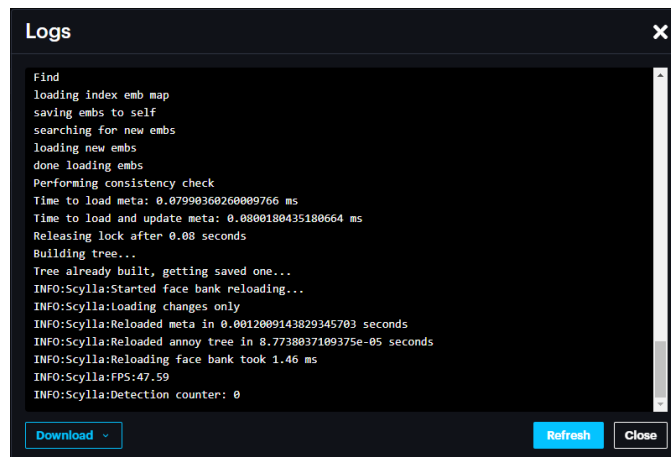 Logs
Find
loading index emb map
saving embs to self
searching for new embs
loading new embs
done loading embs
Performing consistency check
Time to load meta: 0.07990360260009766 ms
Time to load and update meta: 0.0800180435180664 ms
Releasing lock after 0.08 seconds
Building tree...
Tree already built, getting saved one...
INFO:Scylla:Started face bank reloading...
INFO:Scylla:Loading changes only
INFO:Scylla:Reloaded meta in 0.0012009143829345703 seconds
INFO:Scylla:Reloaded annoy tree in 8.7738037109375e-05 seconds
INFO:Scylla:Reloading face bank took 1.46 ms
INFO:Scylla:FPS:47.59
INFO:Scylla:Detection counter: 0
Download Refresh Close